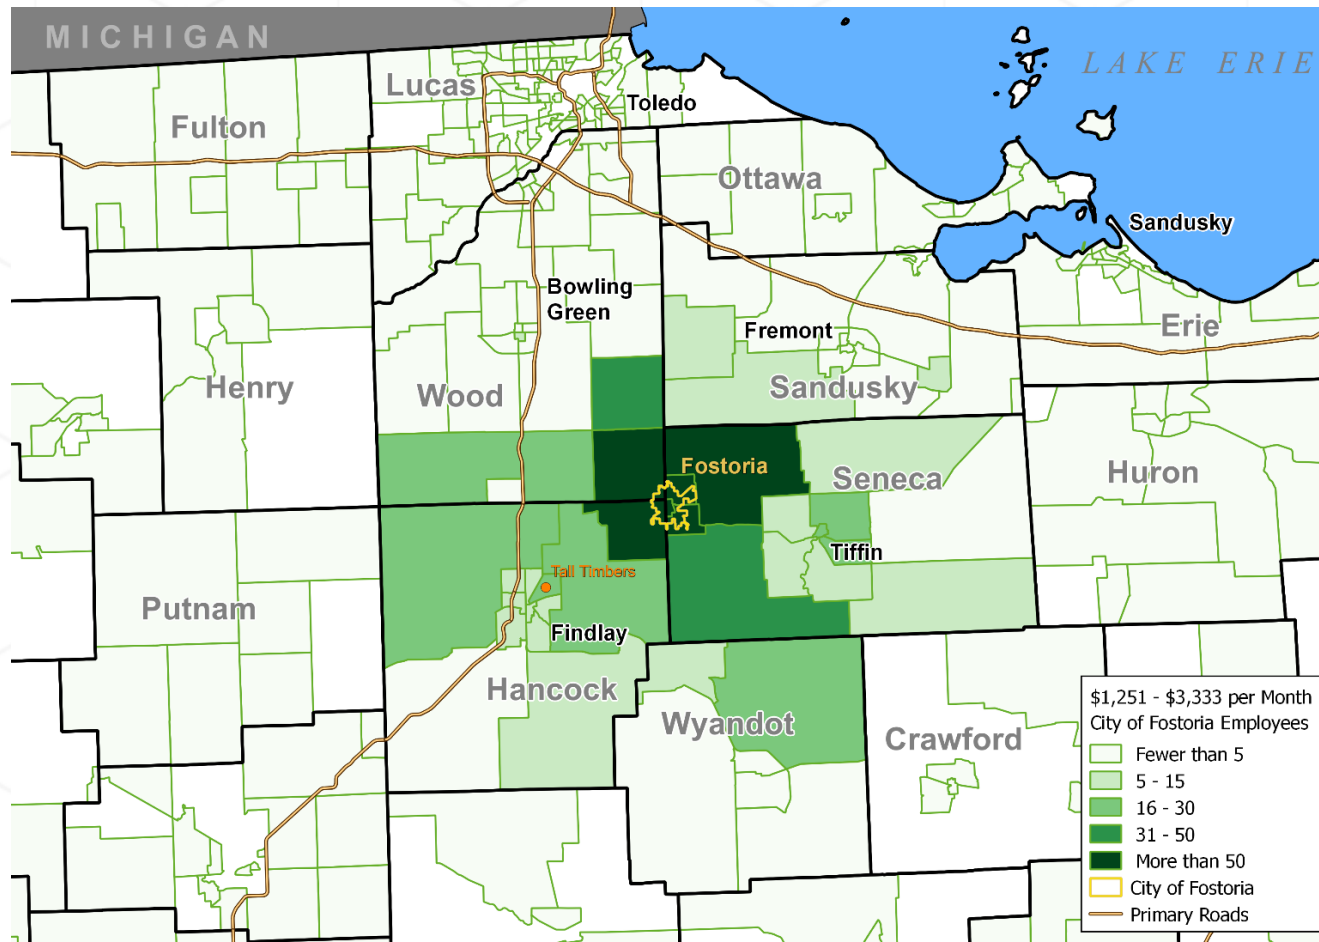 MICHIGAN
LAKE ERIE
Lucas
Toledo
Fulton
Ottawa
Sandusky
Bowling
Green
Fremont
Erie
Henry
Wood
Sandusky
Fostoria
Seneca
Huron
Tiffin
Tall Timbers
Putnam
Findlay
Hancock
Wyandot
Crawford
$1,251 - $3,333 per Month
City of Fostoria Employees
Fewer than 5
5 - 15
16 - 30
31 - 50
More than 50
City of Fostoria
Primary Roads